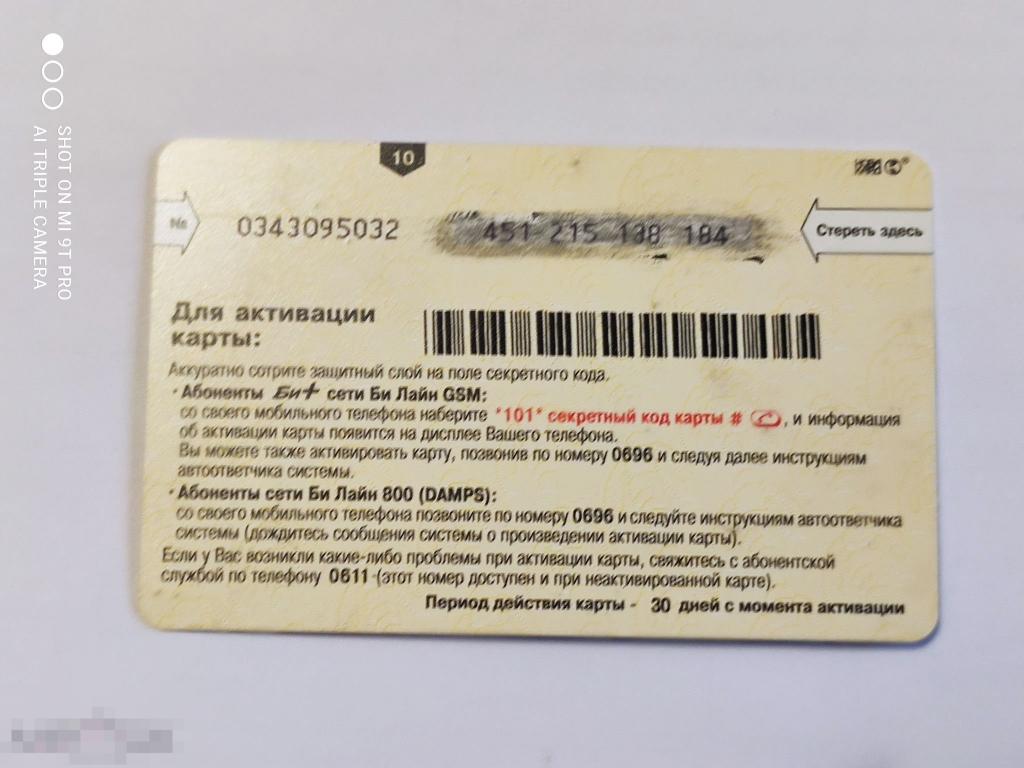 SHOT ON MI 9T PRO
AI TRIPLE CAMERA
10
№ 0343095032 451 215 138 184 Стереть здесь
Для активации
карты:
Аккуратно сотрите защитный слой на поле секретного кода.
· Абоненты Би+ сети Би Лайн GSM:
со своего мобильного телефона наберите *101* секретный код карты # , и информация
об активации карты появится на дисплее Вашего телефона.
Вы можете также активировать карту, позвонив по номеру 0696 и следуя далее инструкциям
автоответчика системы.
· Абоненты сети Би Лайн 800 (DAMPS):
со своего мобильного телефона позвоните по номеру 0696 и следуйте инструкциям автоответчика
системы (дождитесь сообщения системы о произведении активации карты).
Если у Вас возникли какие-либо проблемы при активации карты, свяжитесь с абонентской
службой по телефону 0611 (этот номер доступен и при неактивированной карте).
Период действия карты - 30 дней с момента активации